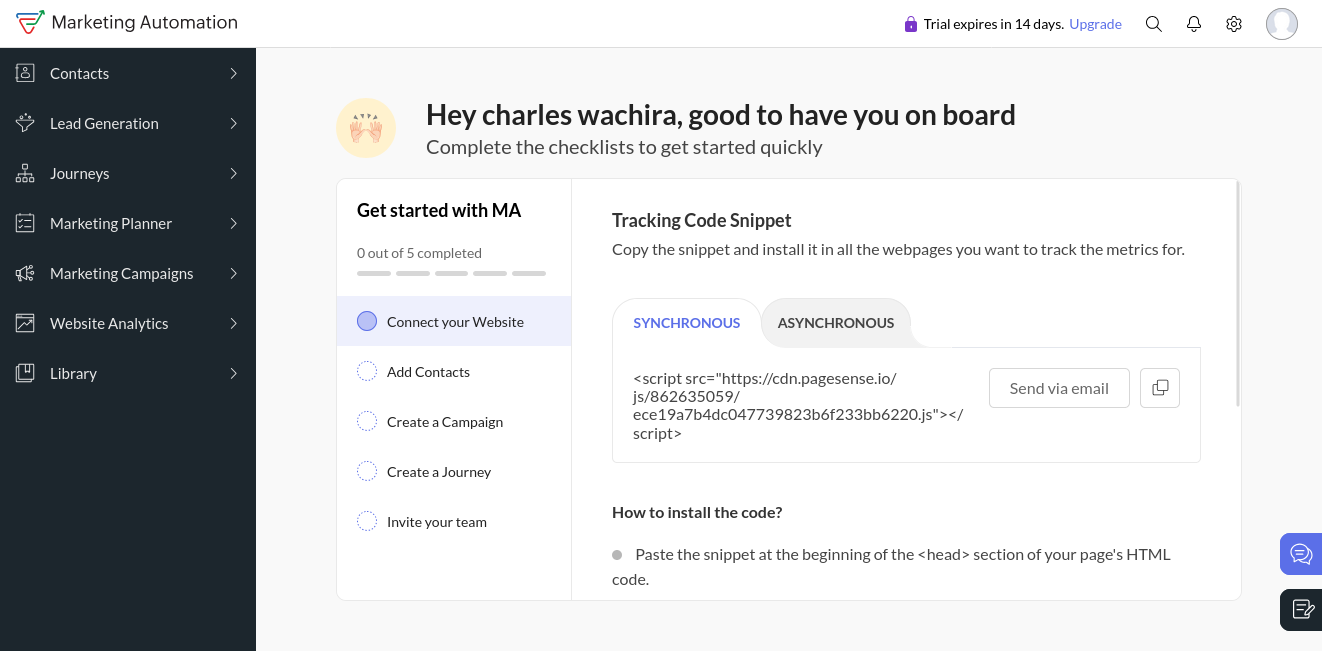 Marketing Automation
Trial expires in 14 days. Upgrade
Contacts
Lead Generation
Journeys
Marketing Planner
Marketing Campaigns
Website Analytics
Library
Hey charles wachira, good to have you on board
Complete the checklists to get started quickly
Get started with MA
0 out of 5 completed
Connect your Website
Add Contacts
Create a Campaign
Create a Journey
Invite your team
Tracking Code Snippet
Copy the snippet and install it in all the webpages you want to track the metrics for.
SYNCHRONOUS
ASYNCHRONOUS
<script src="https://cdn.pagesense.io/
js/862635059/
ece19a7b4dc047739823b6f233bb6220.js"></
script>
Send via email
How to install the code?
Paste the snippet at the beginning of the <head> section of your page's HTML
code.